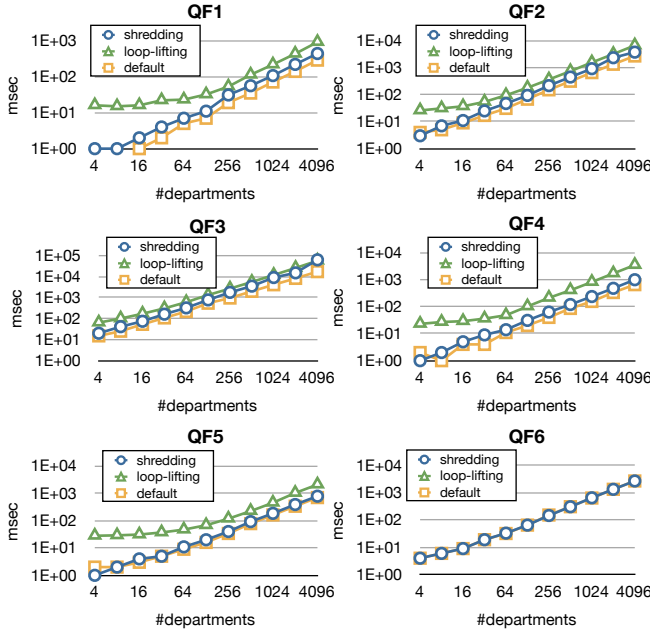 QF1
1E+03
1E+02
1E+01
1E+00
msec
shredding
loop-lifting
default
4 16 64 256 1024 4096
#departments
QF2
1E+04
1E+03
1E+02
1E+01
1E+00
msec
shredding
loop-lifting
default
4 16 64 256 1024 4096
#departments
QF3
1E+05
1E+04
1E+03
1E+02
1E+01
1E+00
msec
shredding
loop-lifting
default
4 16 64 256 1024 4096
#departments
QF4
1E+04
1E+03
1E+02
1E+01
1E+00
msec
shredding
loop-lifting
default
4 16 64 256 1024 4096
#departments
QF5
1E+04
1E+03
1E+02
1E+01
1E+00
msec
shredding
loop-lifting
default
4 16 64 256 1024 4096
#departments
QF6
1E+04
1E+03
1E+02
1E+01
1E+00
msec
shredding
loop-lifting
default
4 16 64 256 1024 4096
#departments